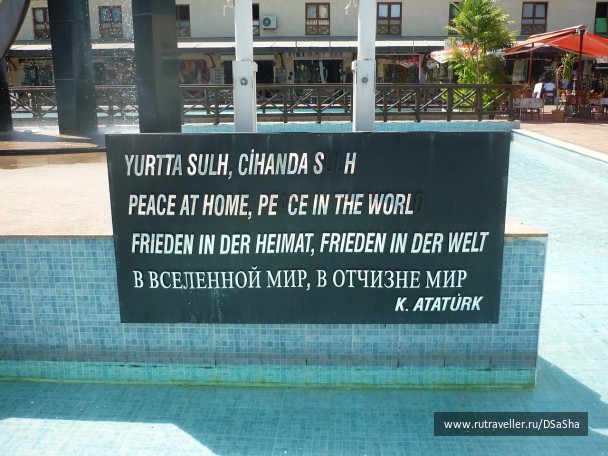 YURTTA SULH, CİHANDA S LH
PEACE AT HOME, PE CE IN THE WORL
FRIEDEN IN DER HEIMAT, FRIEDEN IN DER WELT
В ВСЕЛЕННОЙ МИР, В ОТЧИЗНЕ МИР
K. ATATÜRK
www.rutraveller.ru/DSaSha